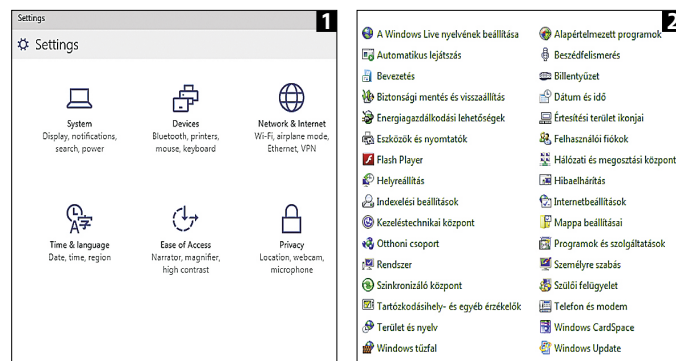 Settings
1
Settings
System
Display, notifications,
search, power
Devices
Bluetooth, printers,
mouse, keyboard
Network & Internet
Wi-Fi, airplane mode,
Ethernet, VPN
Time & language
Date, time, region
Ease of Access
Narrator, magnifier,
high contrast
Privacy
Location, webcam,
microphone
2
A Windows Live nyelvének beállítása
Automatikus lejátszás
Bevezetés
Biztonsági mentés és visszaállítás
Energiagazdálkodási lehetőségek
Eszközök és nyomtatók
Flash Player
Helyreállítás
Indexelési beállítások
Kezeléstechnikai központ
Otthoni csoport
Rendszer
Szinkronizáló központ
Tartózkodásihely- és egyéb érzékelők
Terület és nyelv
Windows tűzfal
Alapértelmezett programok
Beszédfelismerés
Billentyűzet
Dátum és idő
Értesítési terület ikonjai
Felhasználói fiókok
Hálózati és megosztási központ
Hibaelhárítás
Internetbeállítások
Mappa beállításai
Programok és szolgáltatások
Személyre szabás
Szülői felügyelet
Telefon és modem
Windows CardSpace
Windows Update